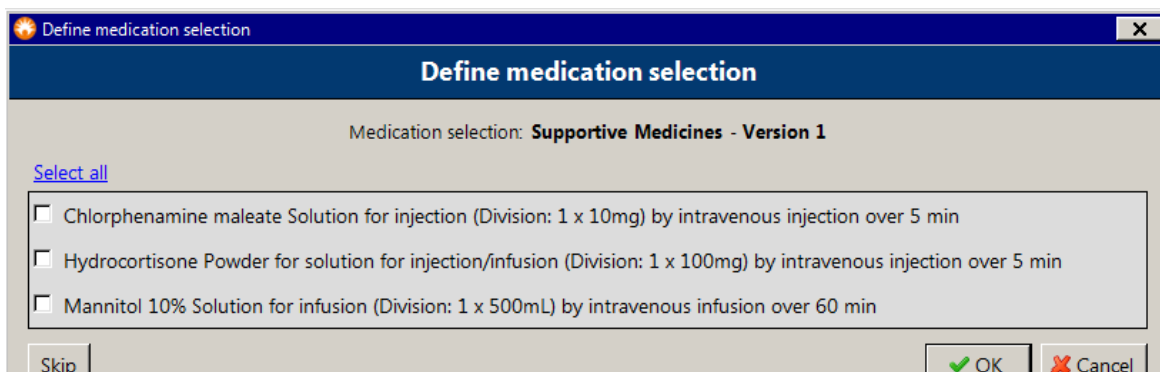 Define medication selection
Define medication selection
Medication selection: Supportive Medicines - Version 1
Select all
Chlorphenamine maleate Solution for injection (Division: 1 x 10mg) by intravenous injection over 5 min
Hydrocortisone Powder for solution for injection/infusion (Division: 1 x 100mg) by intravenous injection over 5 min
Mannitol 10% Solution for infusion (Division: 1 x 500mL) by intravenous infusion over 60 min
Skip OK Cancel